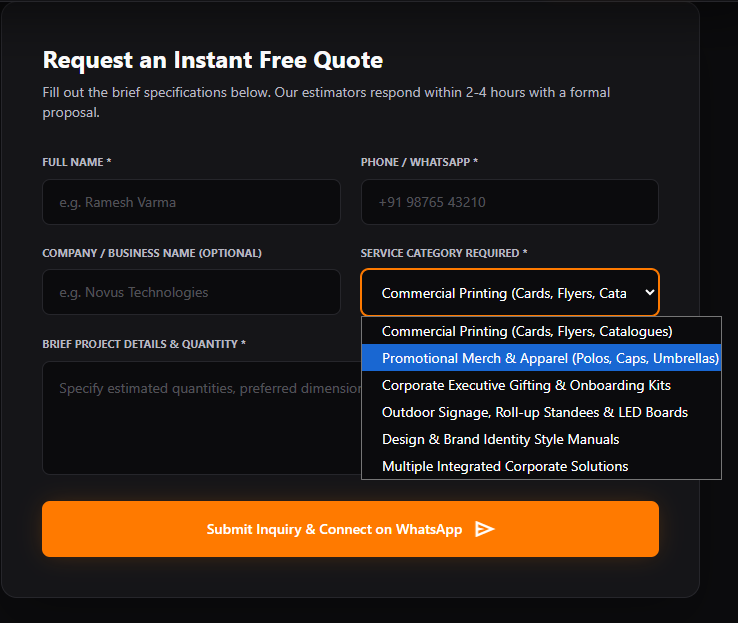 Request an Instant Free Quote
Fill out the brief specifications below. Our estimators respond within 2-4 hours with a formal
proposal.
FULL NAME *
PHONE / WHATSAPP *
e.g. Ramesh Varma
+91 98765 43210
COMPANY / BUSINESS NAME (OPTIONAL)
SERVICE CATEGORY REQUIRED *
e.g. Novus Technologies
Commercial Printing (Cards, Flyers, Cata
Commercial Printing (Cards, Flyers, Catalogues)
Promotional Merch & Apparel (Polos, Caps, Umbrellas)
Corporate Executive Gifting & Onboarding Kits
Outdoor Signage, Roll-up Standees & LED Boards
Design & Brand Identity Style Manuals
Multiple Integrated Corporate Solutions
BRIEF PROJECT DETAILS & QUANTITY *
Specify estimated quantities, preferred dimension
Submit Inquiry & Connect on WhatsApp